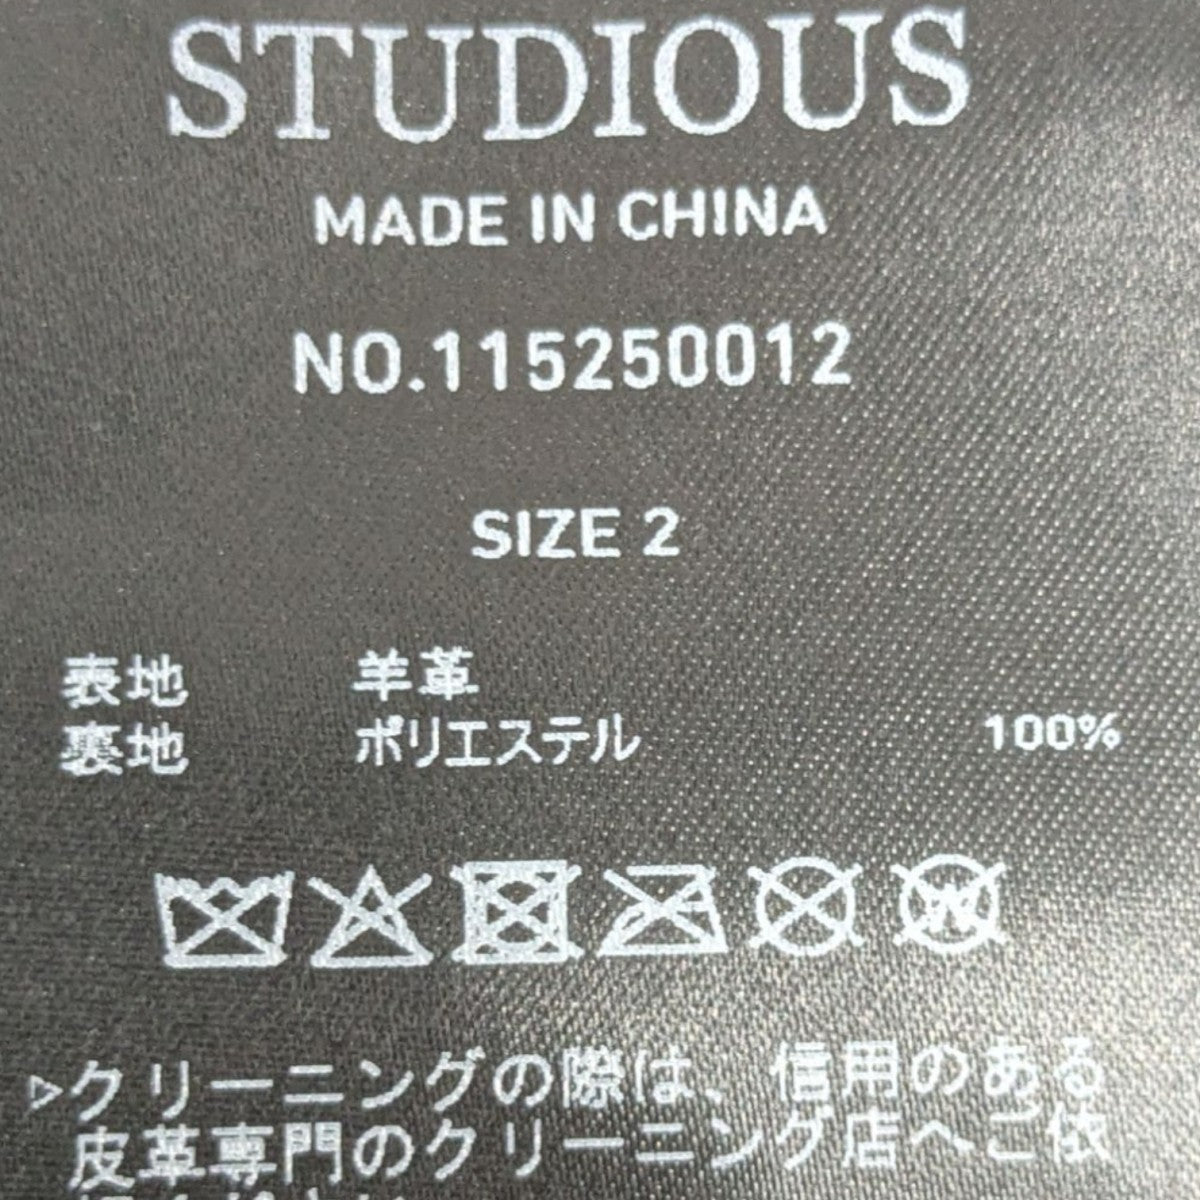 STUDIOUS
MADE IN CHINA
NO.115250012
SIZE 2
表地 羊革
裏地 ポリエステル 100%
▷クリーニングの際は、信用のある
皮革専門のクリーニング店へご依